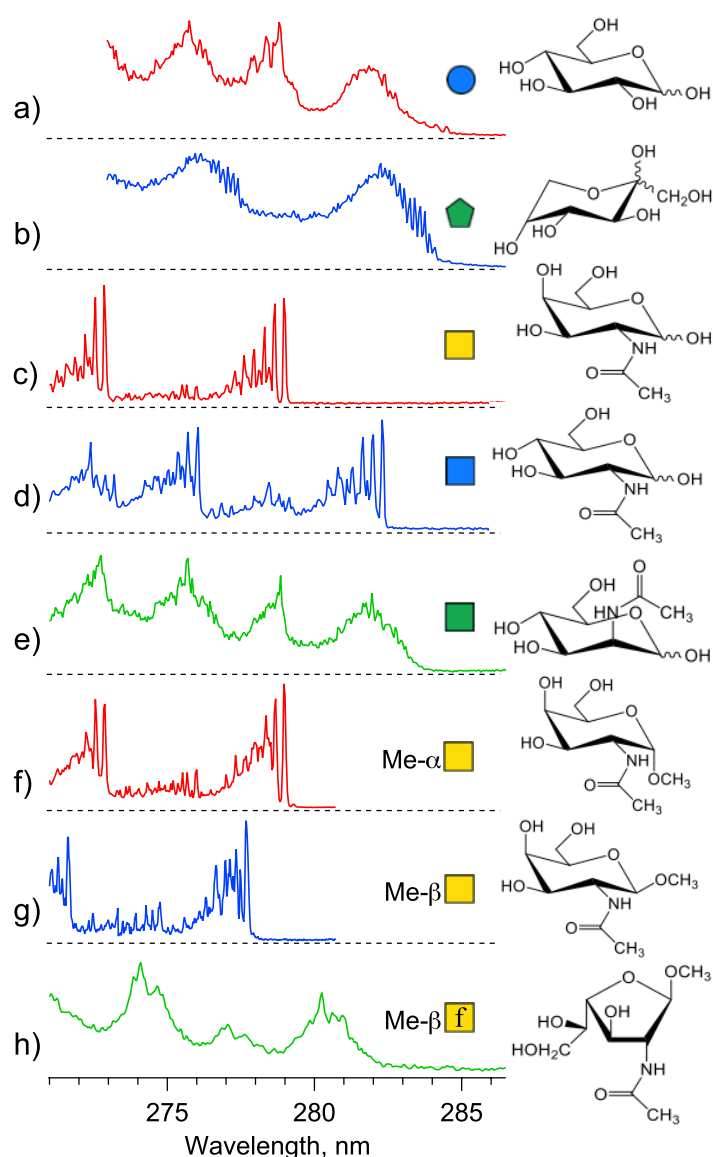 a)
OH
HO
O
HO
OH
OH
b)
OH
O
CH₂OH
HO
OH
HO
c)
OH
OH
O
HO
OH
NH
O
CH₃
d)
OH
HO
O
HO
OH
NH
O
CH₃
e)
O
OH
HN
CH₃
HO
O
HO
OH
f)
Me-α
OH
OH
O
HO
NH
OCH₃
O
CH₃
g)
Me-β
OH
OH
O
OCH₃
HO
NH
O
CH₃
h)
Me-β f
O
OCH₃
OH
HO
HOH₂C
NH
O
CH₃
275 280 285
Wavelength, nm